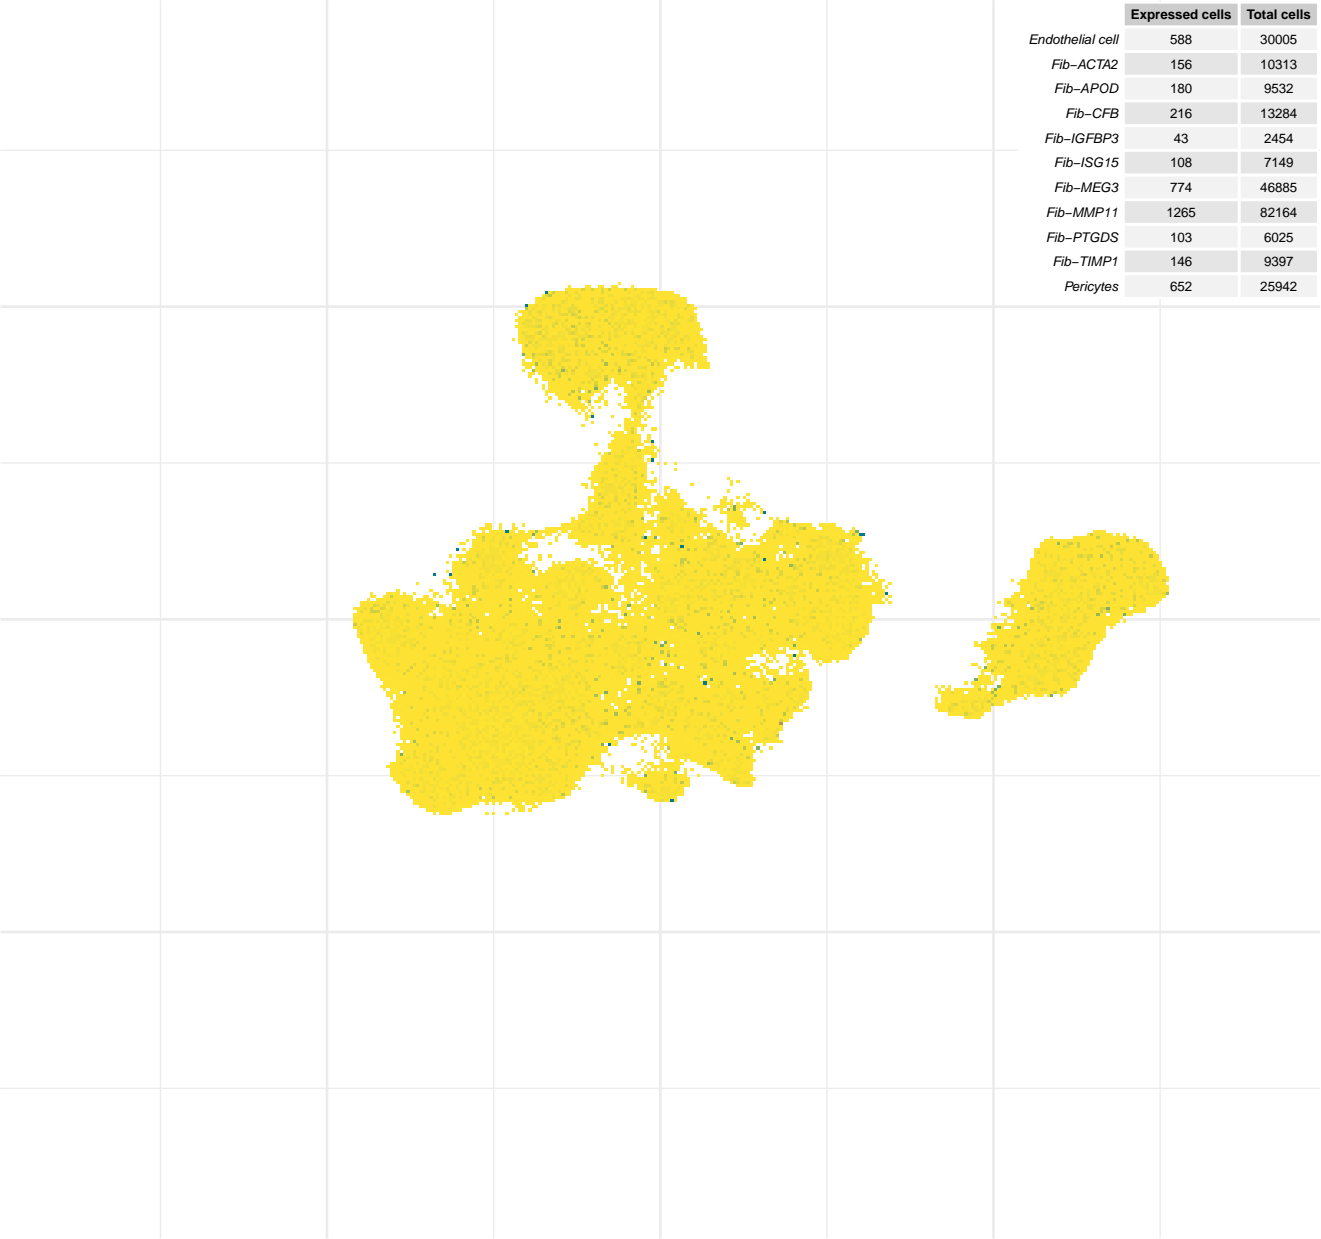 Expressed cells Total cells
Endothelial cell 588 30005
Fib−ACTA2 156 10313
Fib−APOD 180 9532
Fib−CFB 216 13284
Fib−IGFBP3 43 2454
Fib−ISG15 108 7149
Fib−MEG3 774 46885
Fib−MMP11 1265 82164
Fib−PTGDS 103 6025
Fib−TIMP1 146 9397
Pericytes 652 25942